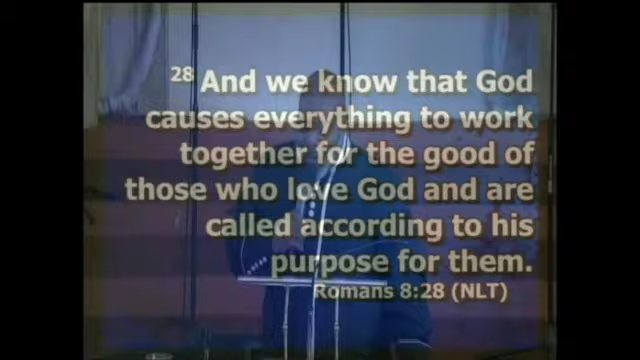 28 And we know that God
causes everything to work
together for the good of
those who love God and are
called according to his
purpose for them.
Romans 8:28 (NLT)